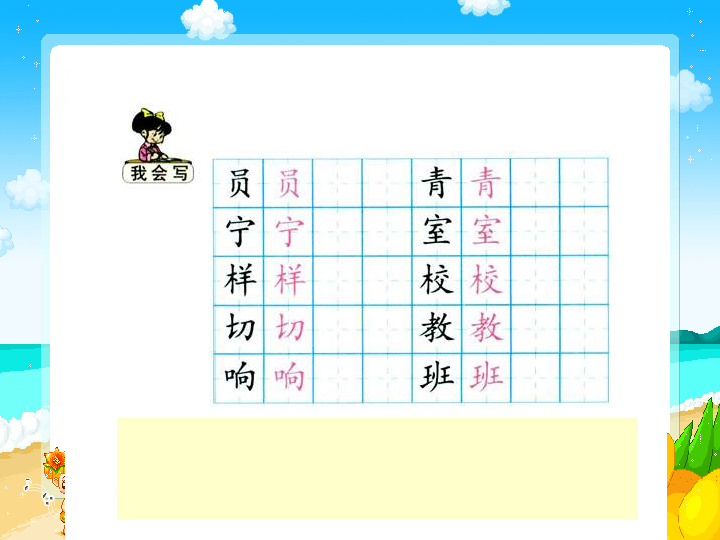 我会写
员 员 青 青
宁 宁 室 室
样 样 校 校
切 切 教 教
响 响 班 班